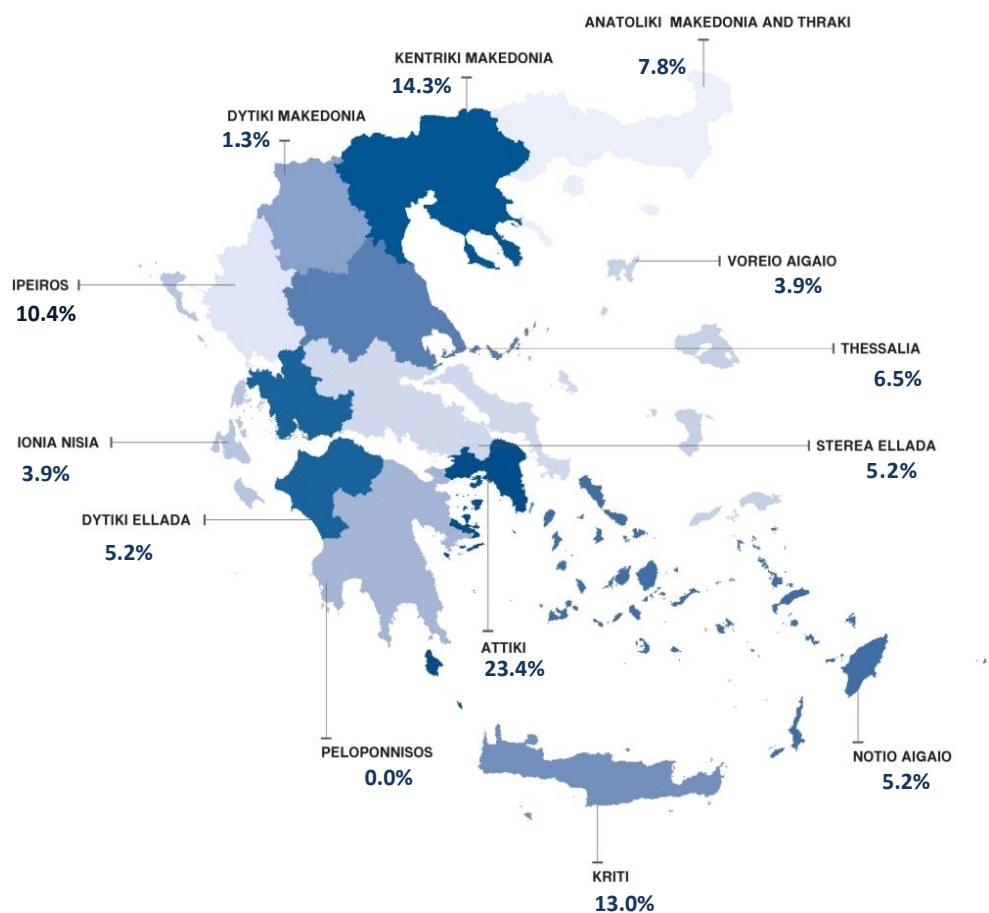 ANATOLIKI MAKEDONIA AND THRAKI
7.8%
KENTRIKI MAKEDONIA
14.3%
DYTIKI MAKEDONIA
1.3%
VOREIO AIGAIO
3.9%
IPEIROS
10.4%
THESSALIA
6.5%
IONIA NISIA
3.9%
STEREA ELLADA
5.2%
DYTIKI ELLADA
5.2%
ATTIKI
23.4%
PELOPONNISOS
0.0%
NOTIO AIGAIO
5.2%
KRITI
13.0%